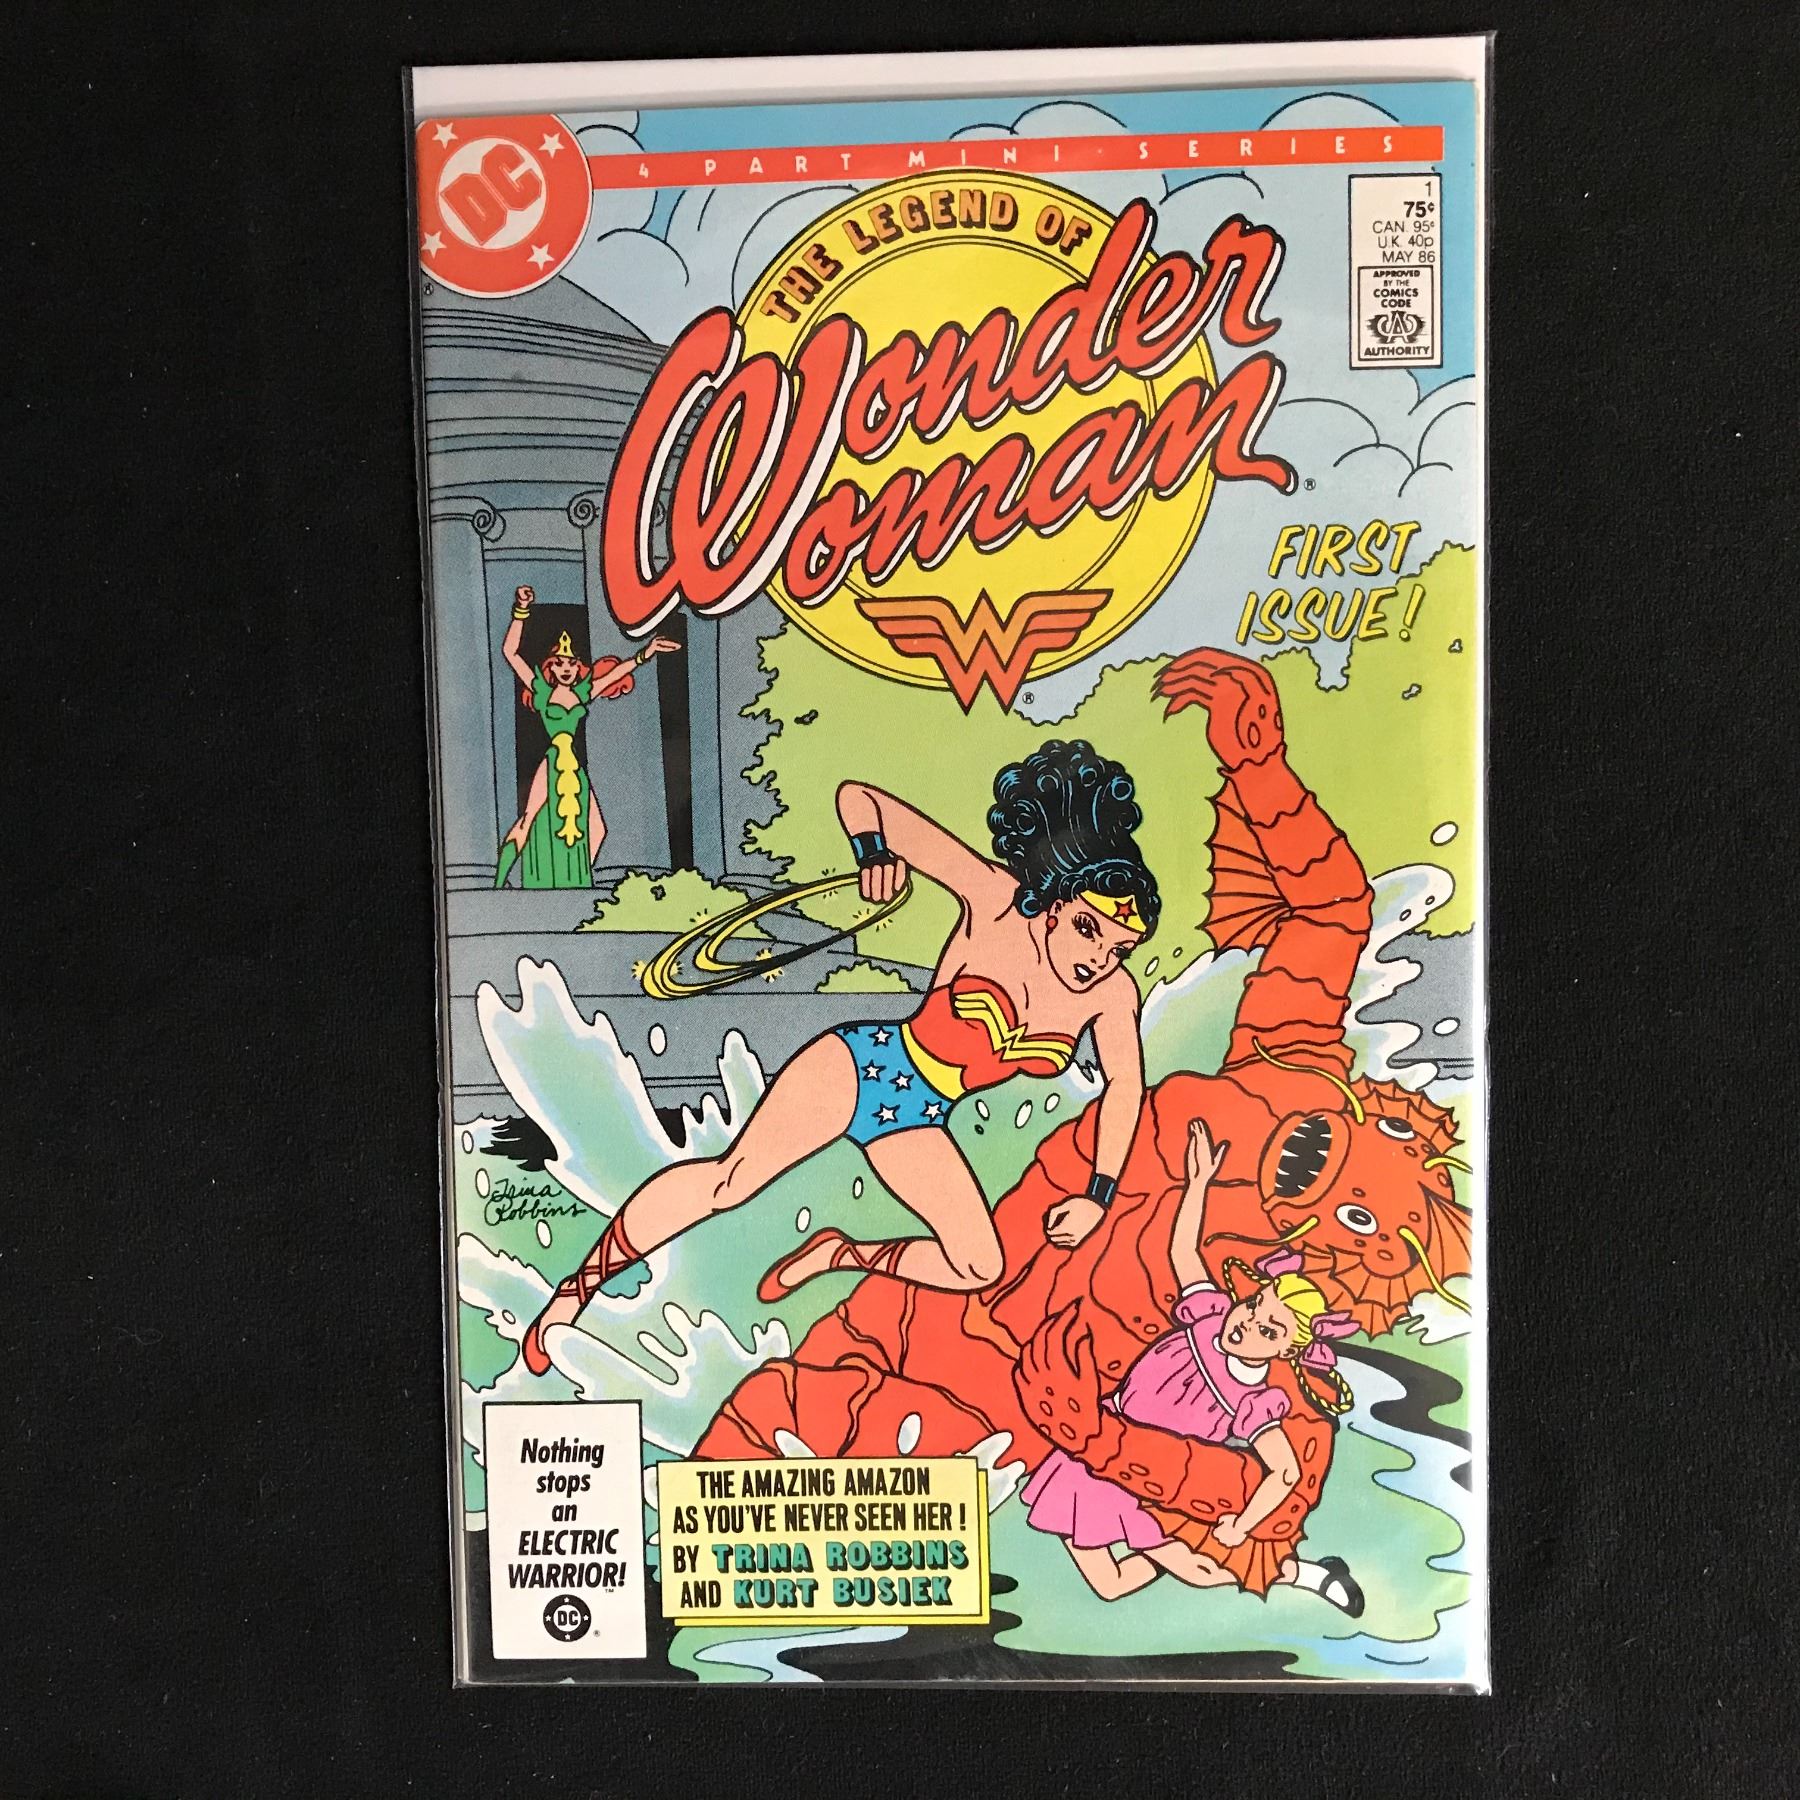 DC
®
4 PART MINI-SERIES
THE LEGEND OF
Wonder
Woman
®
®
1
75¢
CAN. 95¢
U.K. 40p
MAY 86
APPROVED
BY THE
COMICS
CODE
AUTHORITY
FIRST
ISSUE!
Trina
Robbins
Nothing
stops
an
ELECTRIC
WARRIOR!
™
DC
®
THE AMAZING AMAZON
AS YOU'VE NEVER SEEN HER!
BY TRINA ROBBINS
AND KURT BUSIEK